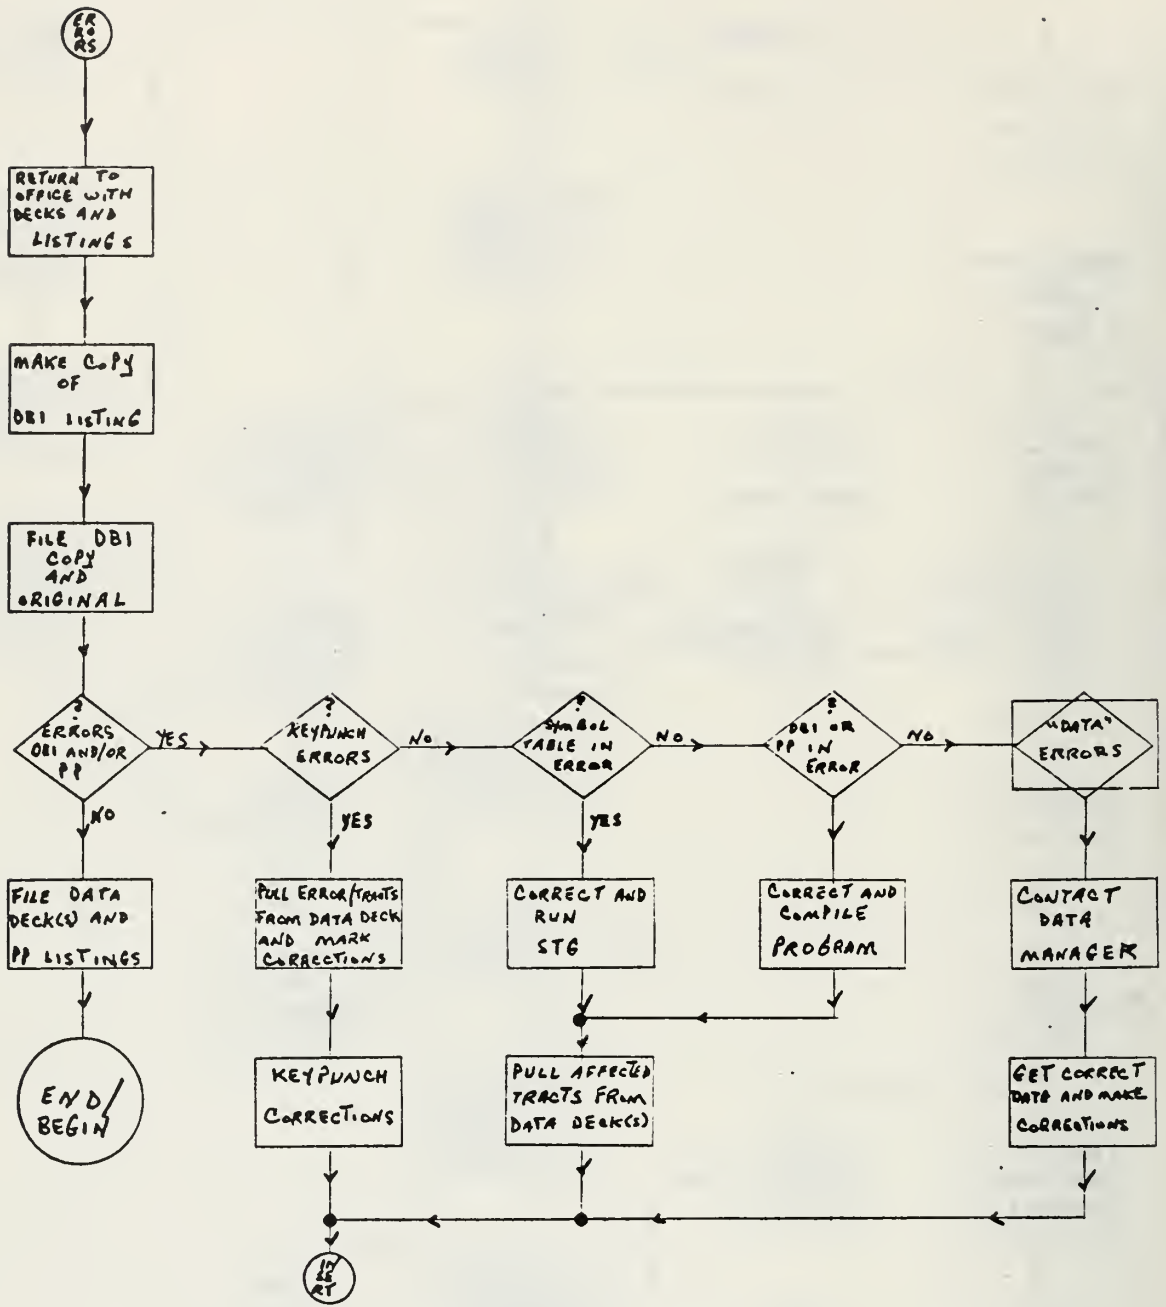 ER
RO
RS
RETURN TO
OFFICE WITH
DECKS AND
LISTINGS
MAKE COPY
OF
DBI LISTING
FILE DBI
COPY
AND
ORIGINAL
?
ERRORS
DBI AND/OR
PP
YES
NO
?
KEYPUNCH
ERRORS
NO
YES
?
SYMBOL
TABLE IN
ERROR
NO
YES
?
DBI OR
PP IN
ERROR
NO
"DATA"
ERRORS
FILE DATA
DECK(S) AND
PP LISTINGS
PULL ERROR/TRACTS
FROM DATA DECK
AND MARK
CORRECTIONS
CORRECT AND
RUN
STG
CORRECT AND
COMPILE
PROGRAM
CONTACT
DATA
MANAGER
END/
BEGIN
KEYPUNCH
CORRECTIONS
PULL AFFECTED
TRACTS FROM
DATA DECK(S)
GET CORRECT
DATA AND MAKE
CORRECTIONS
IN/
SE
RT